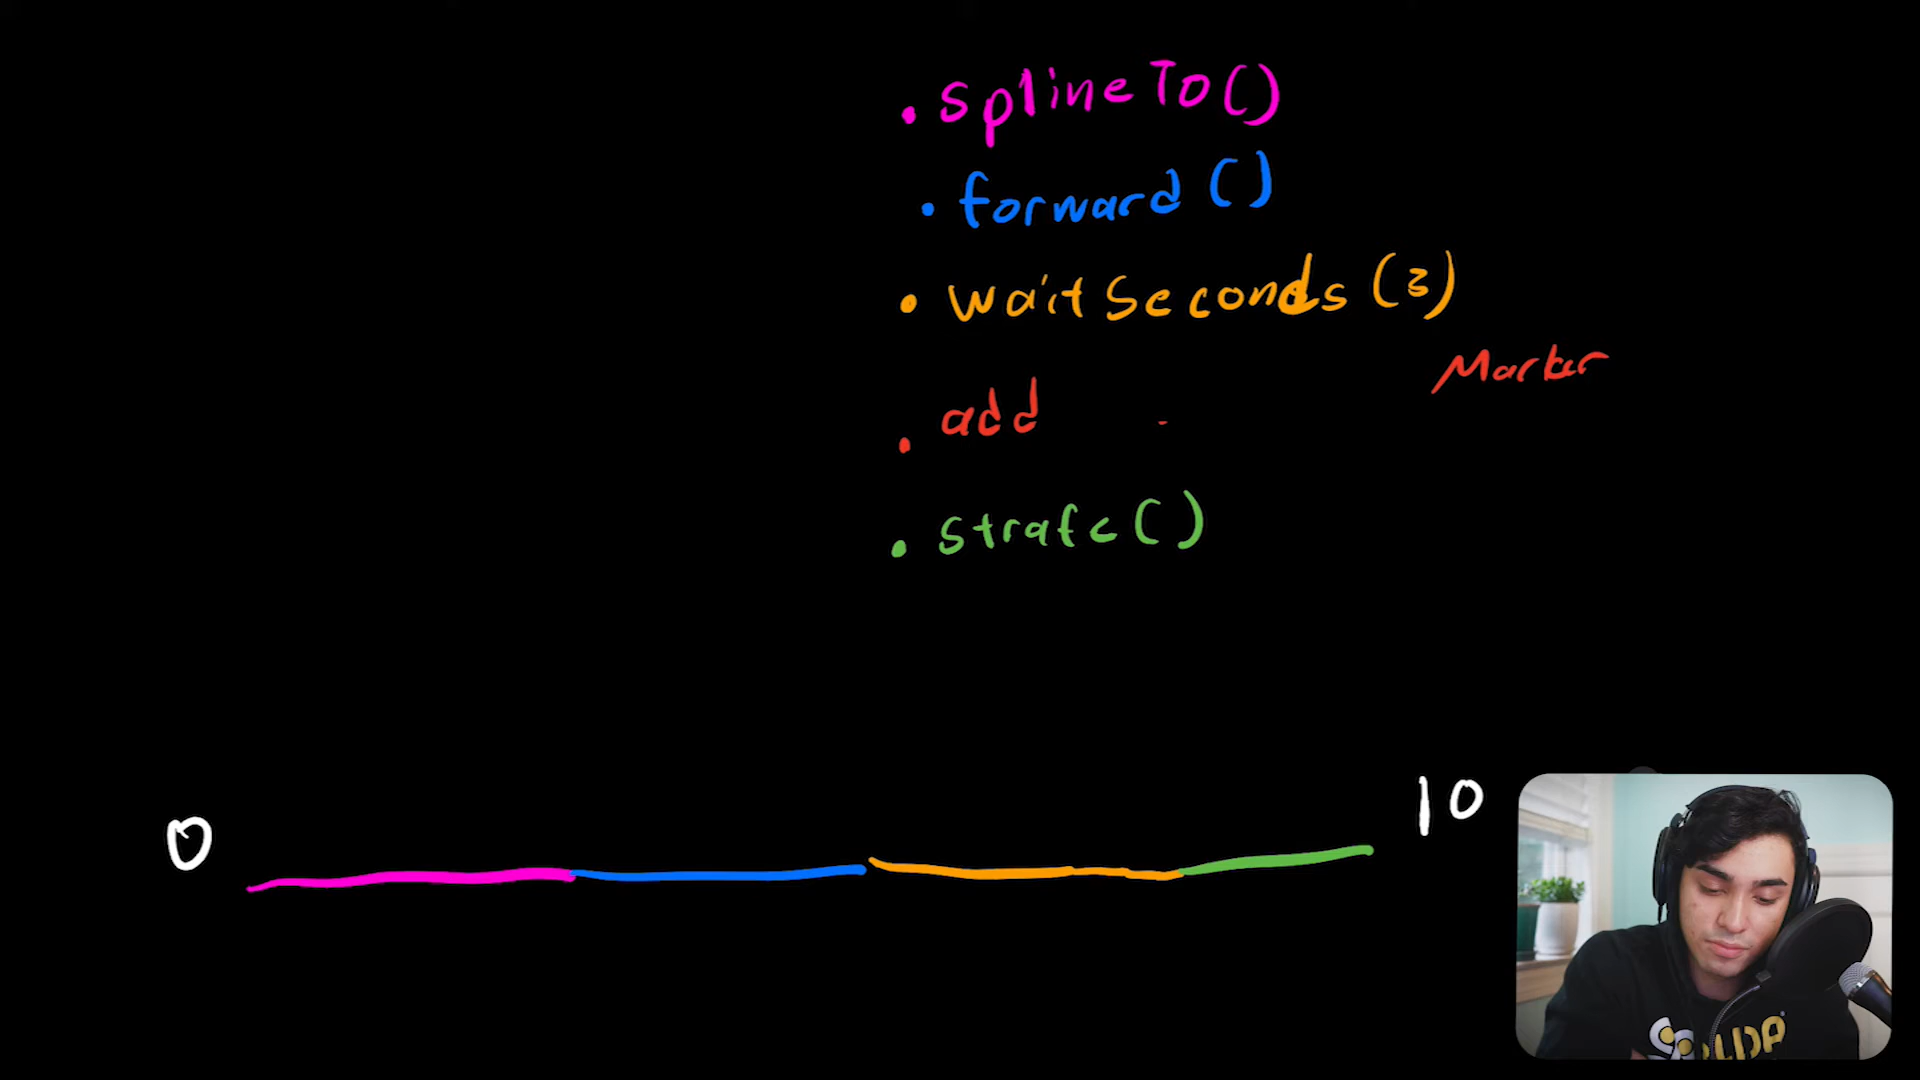 • splineTo()
• forward()
• waitSeconds(3)
Marker
• add
• strafe()
0
10